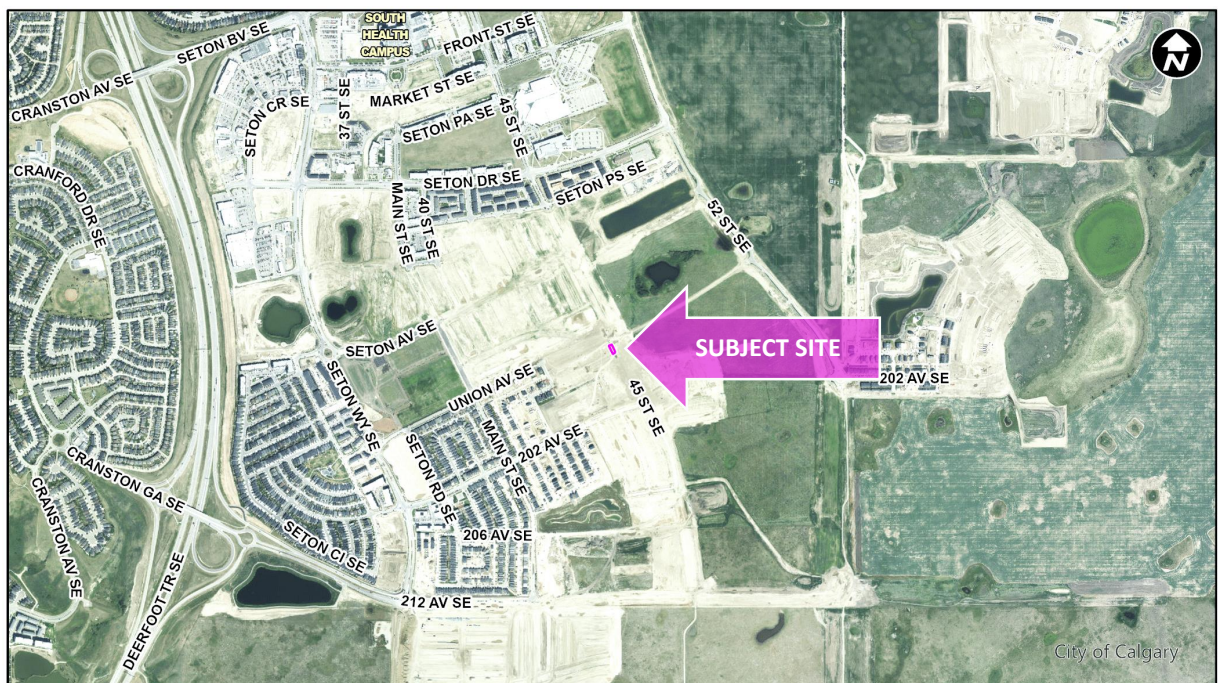 SOUTH
HEALTH
CAMPUS
FRONT ST SE
N
SETON BV SE
CRANSTON AV SE
MARKET ST SE
SETON CR SE
37 ST SE
45 ST SE
SETON PA SE
CRANFORD DR SE
SETON DR SE
SETON PS SE
MAIN ST SE
40 ST SE
52 ST SE
SETON AV SE
SUBJECT SITE
202 AV SE
UNION AV SE
45 ST SE
SETON WY SE
MAIN ST SE
202 AV SE
SETON RD SE
CRANSTON GA SE
CRANSTON AV SE
SETON CI SE
206 AV SE
212 AV SE
DEERFOOT TR SE
City of Calgary